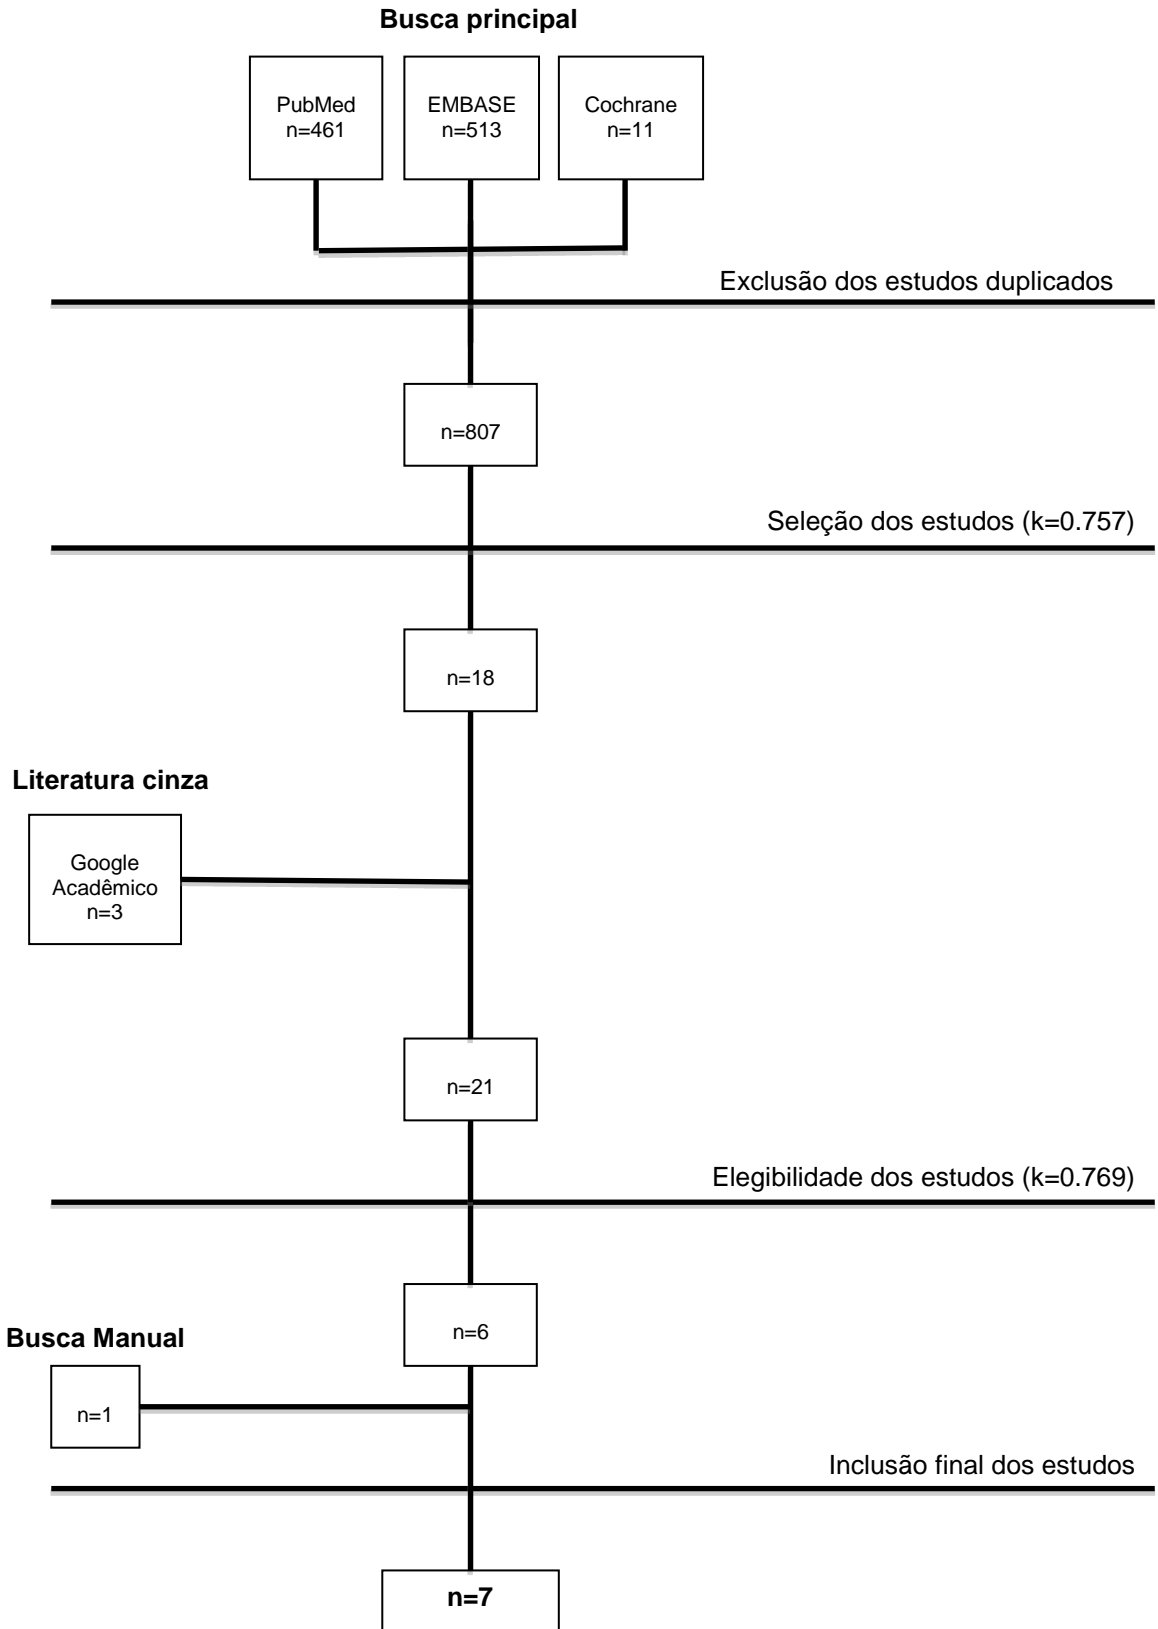 Busca principal
PubMed
n=461
EMBASE
n=513
Cochrane
n=11
Exclusão dos estudos duplicados
n=807
Seleção dos estudos (k=0.757)
n=18
Literatura cinza
Google
Acadêmico
n=3
n=21
Elegibilidade dos estudos (k=0.769)
n=6
Busca Manual
n=1
Inclusão final dos estudos
n=7